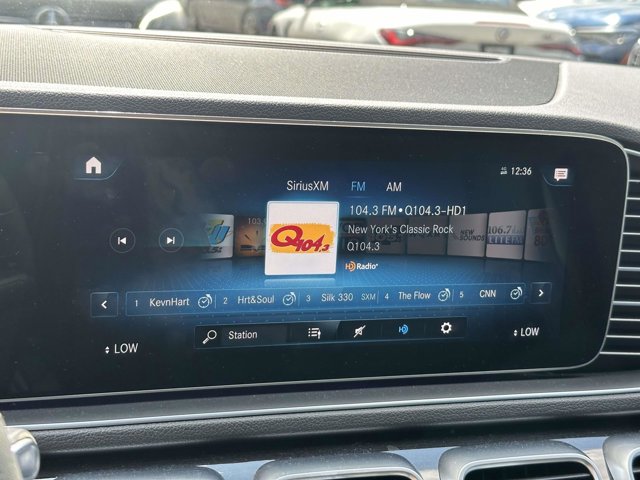 12:36
SiriusXM FM AM
104.3 FM • Q104.3-HD1
New York's Classic Rock
Q104.3
HD Radio
Q104.3
NEW SOUNDS
106.7
LITE FM
1 KevnHart 2 Hrt&Soul 3 Silk 330 SXM 4 The Flow 5 CNN
Station
LOW
LOW